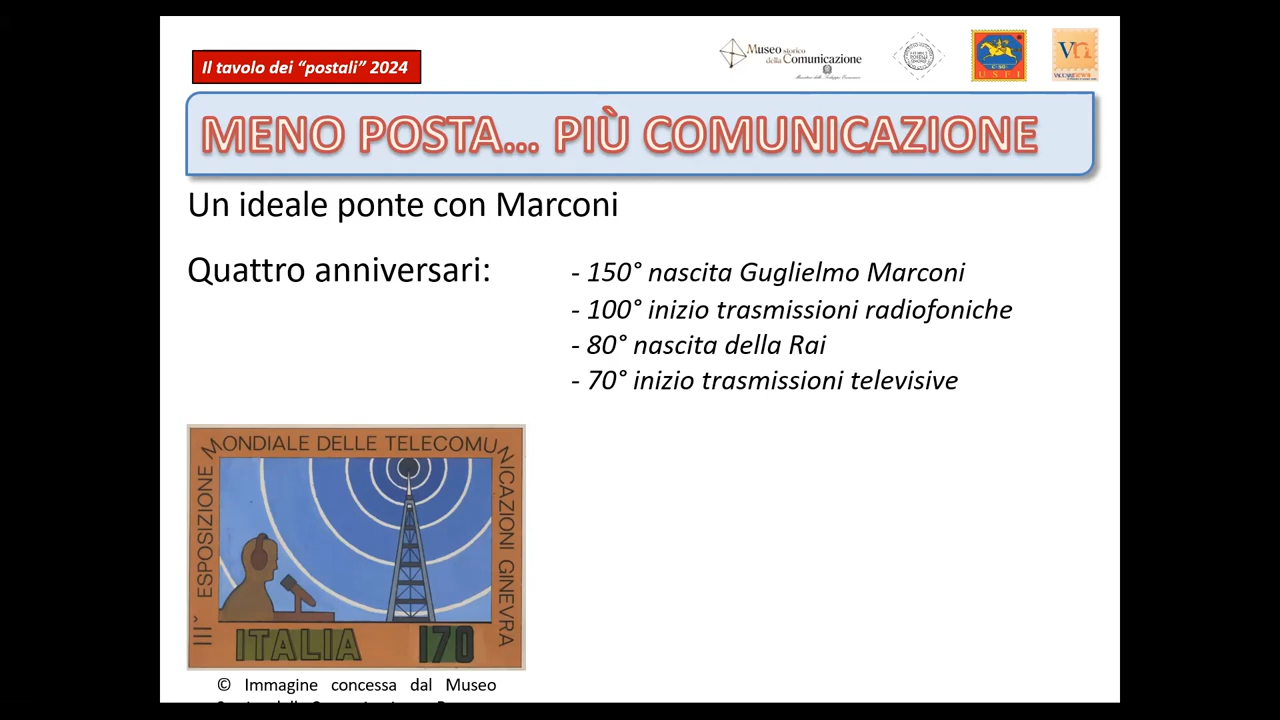 Il tavolo dei “postali” 2024
Museo storico
della Comunicazione
USFI
Vn
MENO POSTA... PIÙ COMUNICAZIONE
Un ideale ponte con Marconi
Quattro anniversari:
- 150° nascita Guglielmo Marconi
- 100° inizio trasmissioni radiofoniche
- 80° nascita della Rai
- 70° inizio trasmissioni televisive
III˘ ESPOSIZIONE MONDIALE DELLE TELECOMUNICAZIONI GINEVRA
ITALIA 170
© Immagine concessa dal Museo